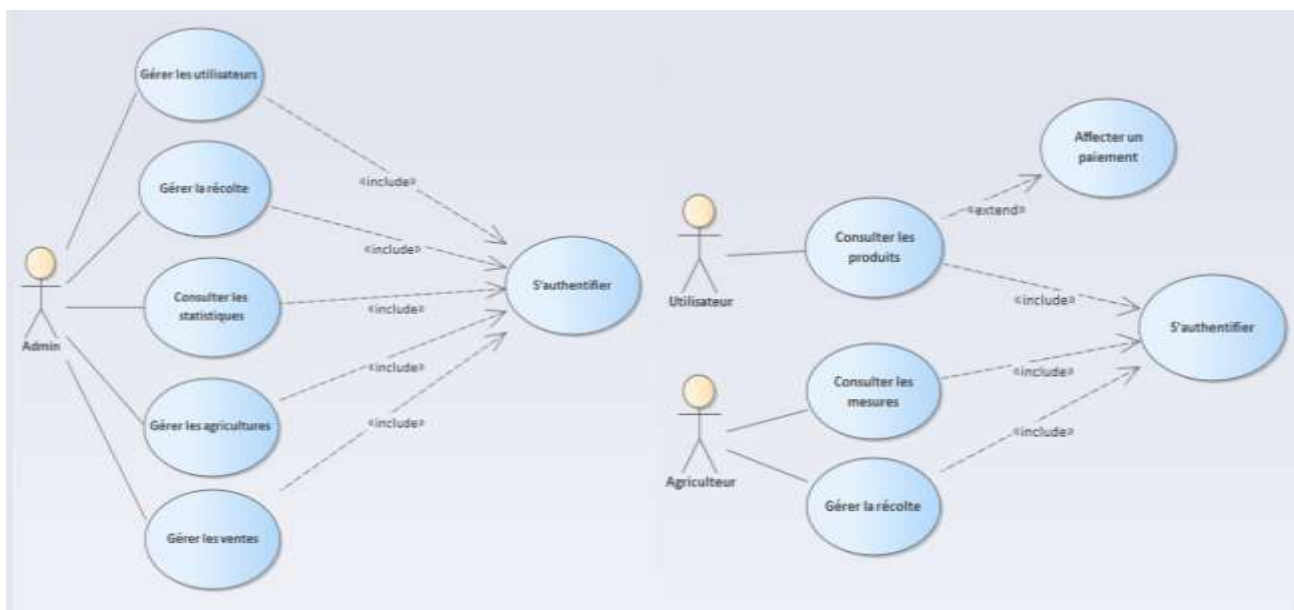 Gérer les utilisateurs
«include»
Gérer la récolte
«include»
Admin
Consulter les
statistiques
«include»
S'authentifier
Gérer les agricultures
«include»
Gérer les ventes
«include»
Affecter un
paiement
«extend»
Utilisateur
Consulter les
produits
«include»
S'authentifier
Agriculteur
Consulter les
mesures
«include»
Gérer la récolte
«include»